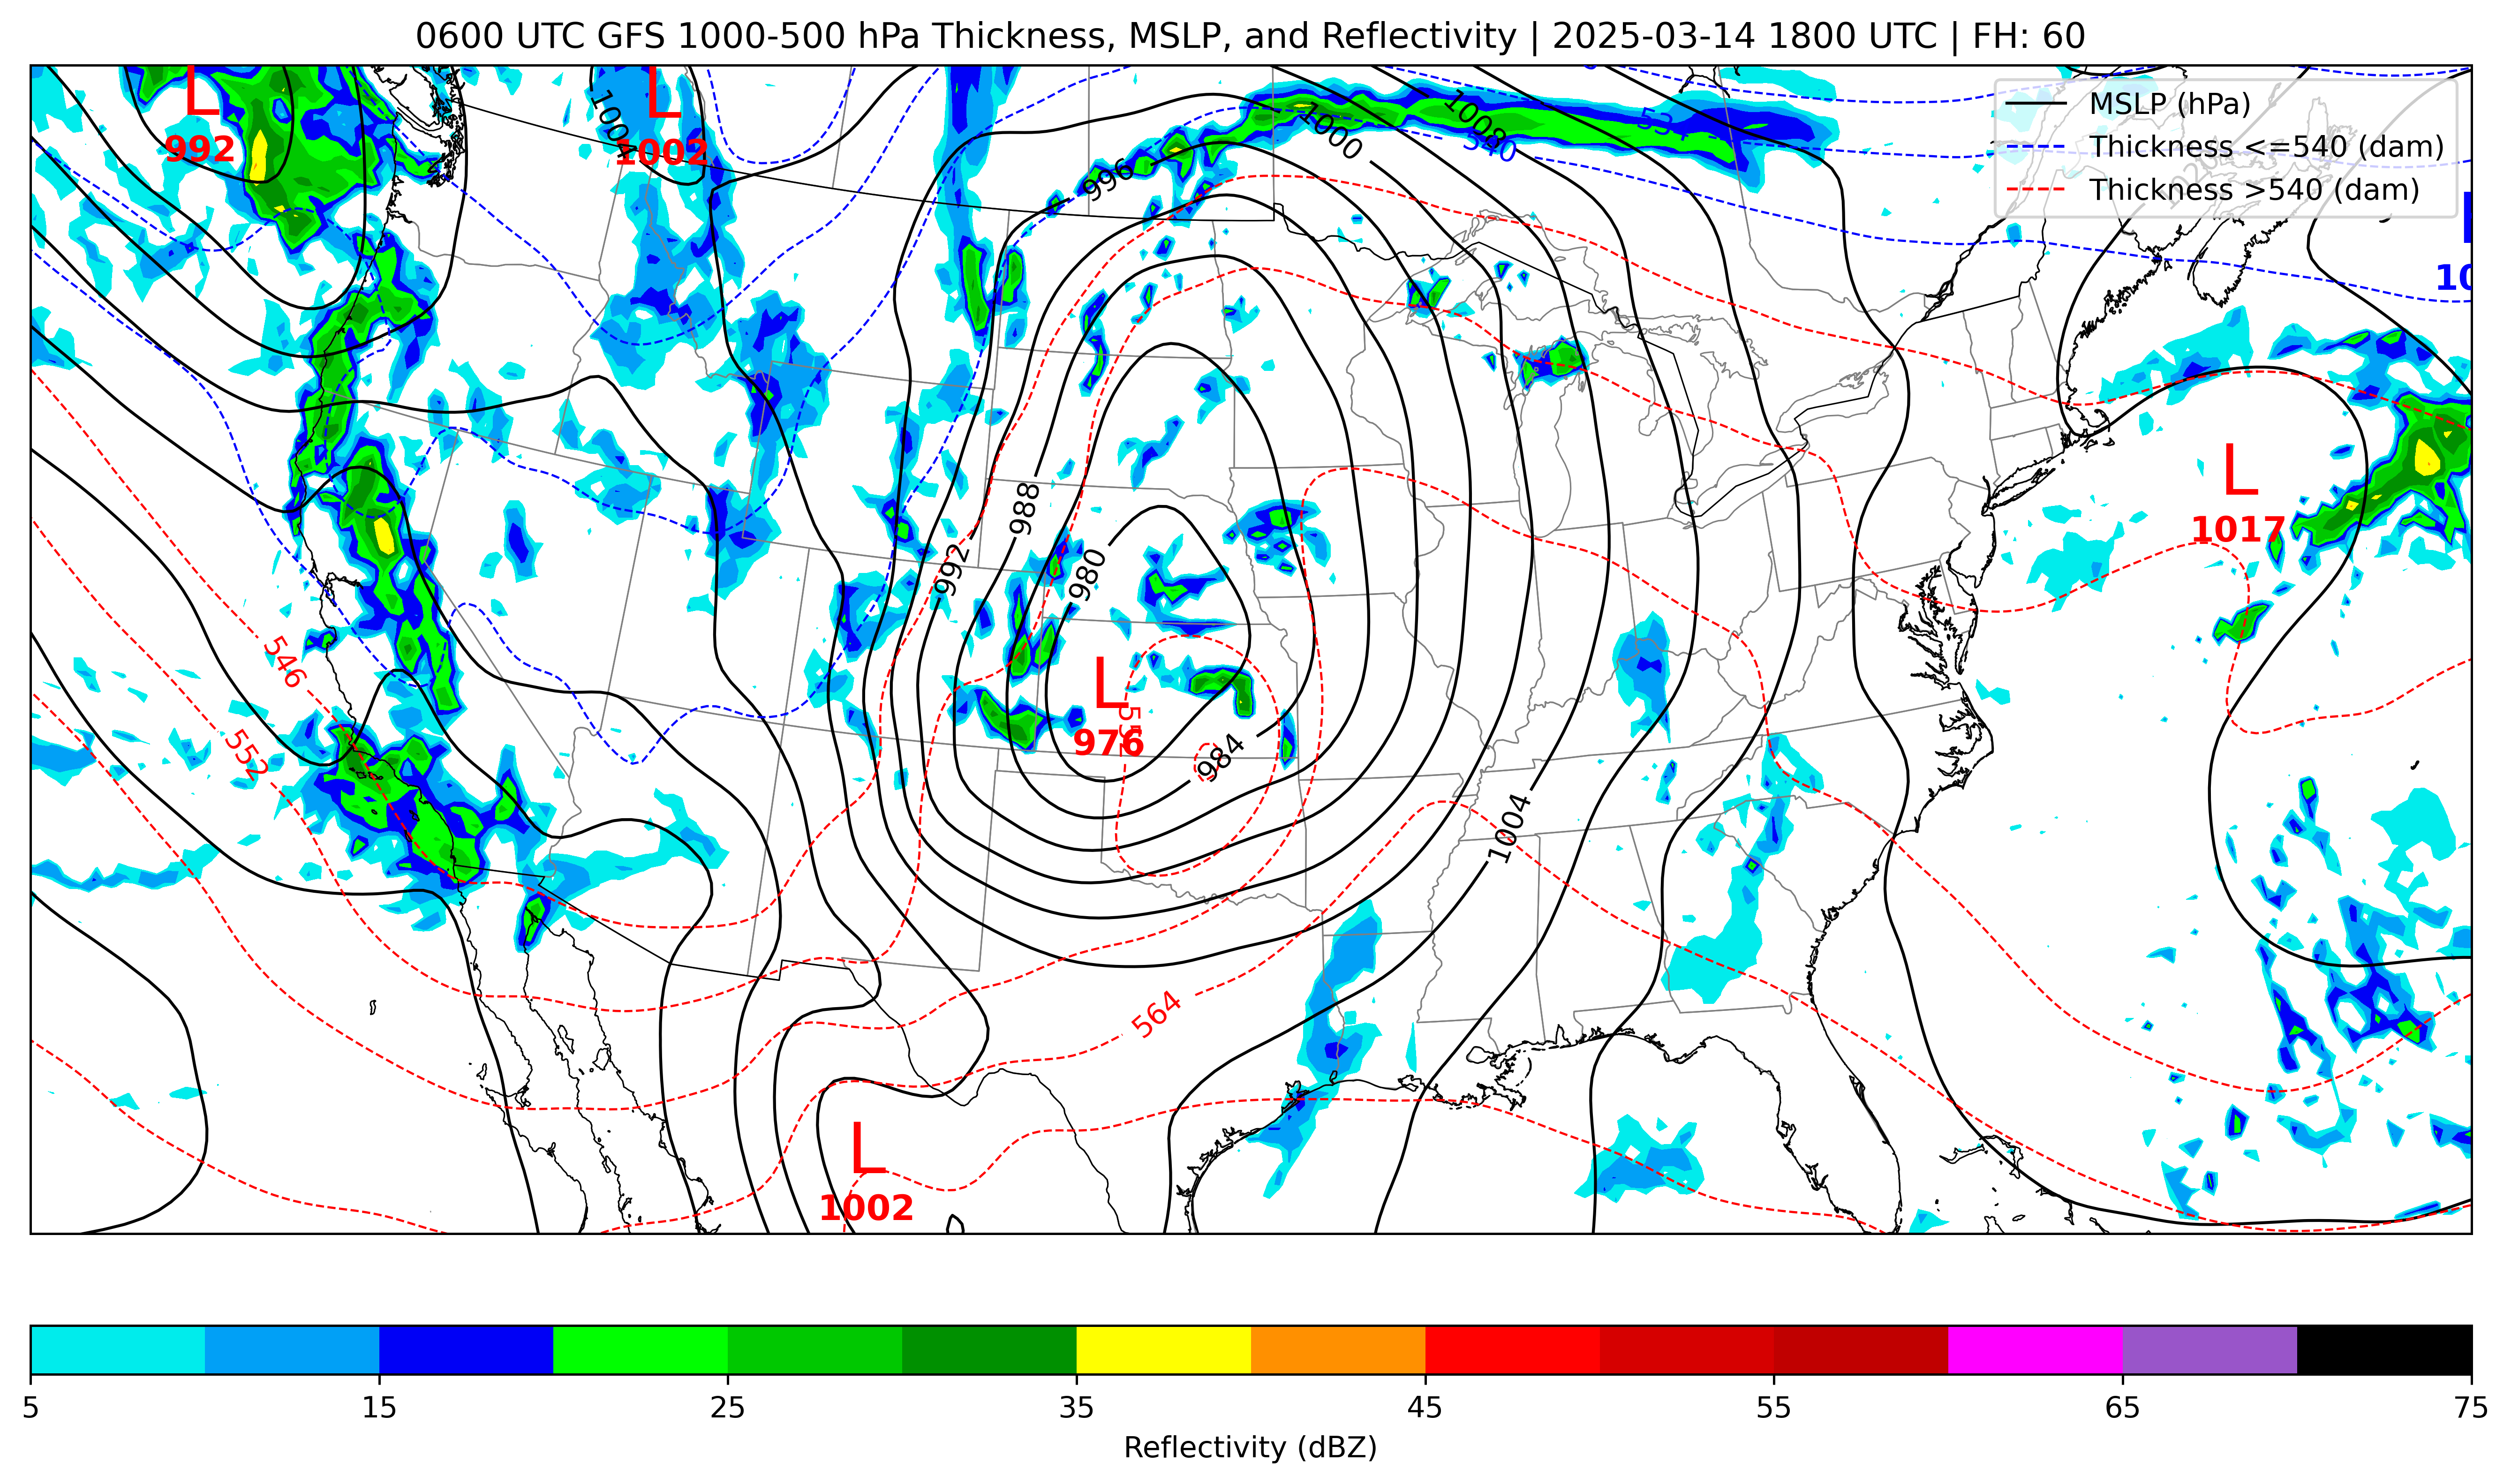 0600 UTC GFS 1000-500 hPa Thickness, MSLP, and Reflectivity | 2025-03-14 1800 UTC | FH: 60
MSLP (hPa)
Thickness <=540 (dam)
Thickness >540 (dam)
L
992
L
1002
1004
996
1000
1008
534
540
10
L
1017
988
992
980
L
976
984
546
552
1004
564
L
1002
5
15
25
35
45
55
65
75
Reflectivity (dBZ)